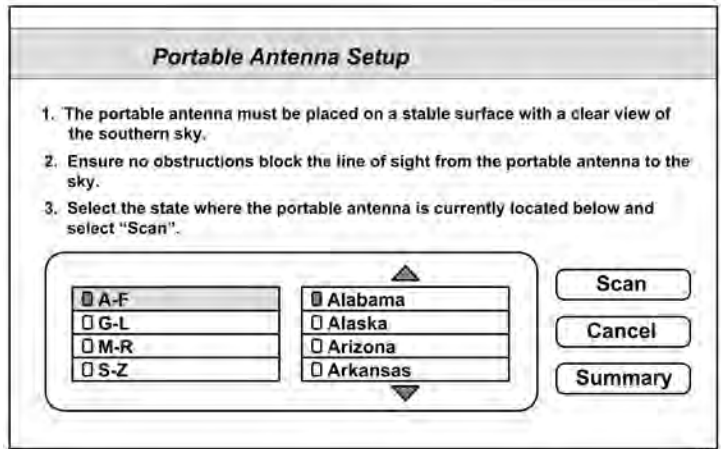 Portable Antenna Setup
1. The portable antenna must be placed on a stable surface with a clear view of
the southern sky.
2. Ensure no obstructions block the line of sight from the portable antenna to the
sky.
3. Select the state where the portable antenna is currently located below and
select “Scan”.
A-F
G-L
M-R
S-Z
Alabama
Alaska
Arizona
Arkansas
Scan
Cancel
Summary